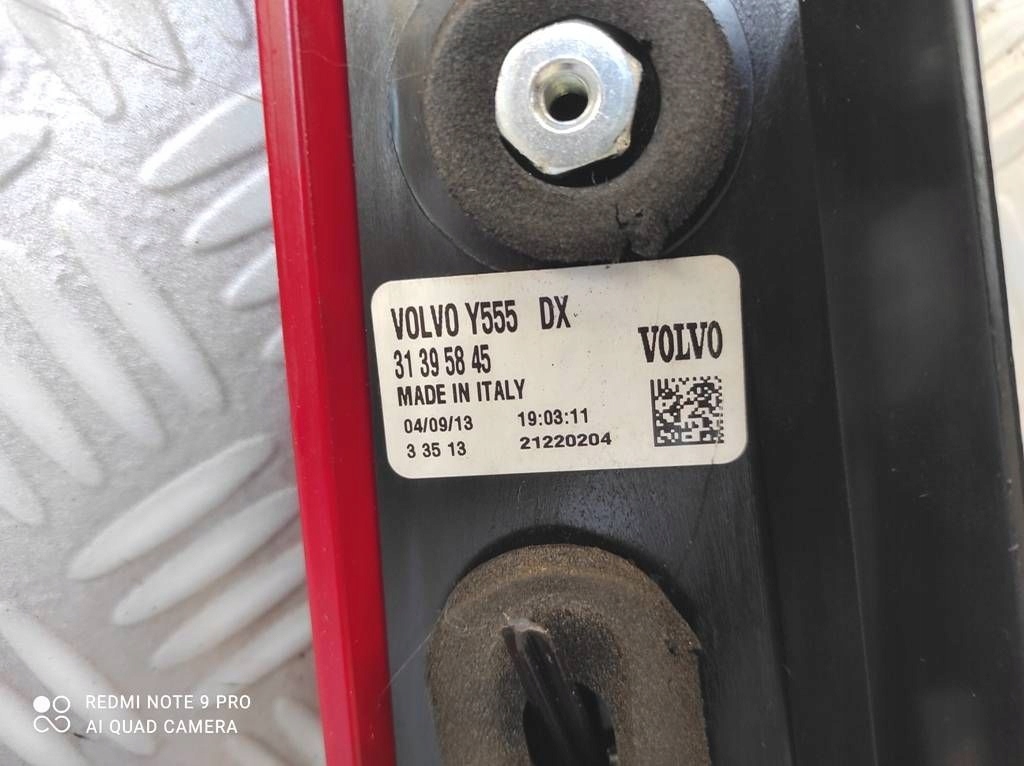 VOLVO Y555 DX
31 39 58 45
VOLVO
MADE IN ITALY
04/09/13 19:03:11
3 35 13 21220204
REDMI NOTE 9 PRO
AI QUAD CAMERA